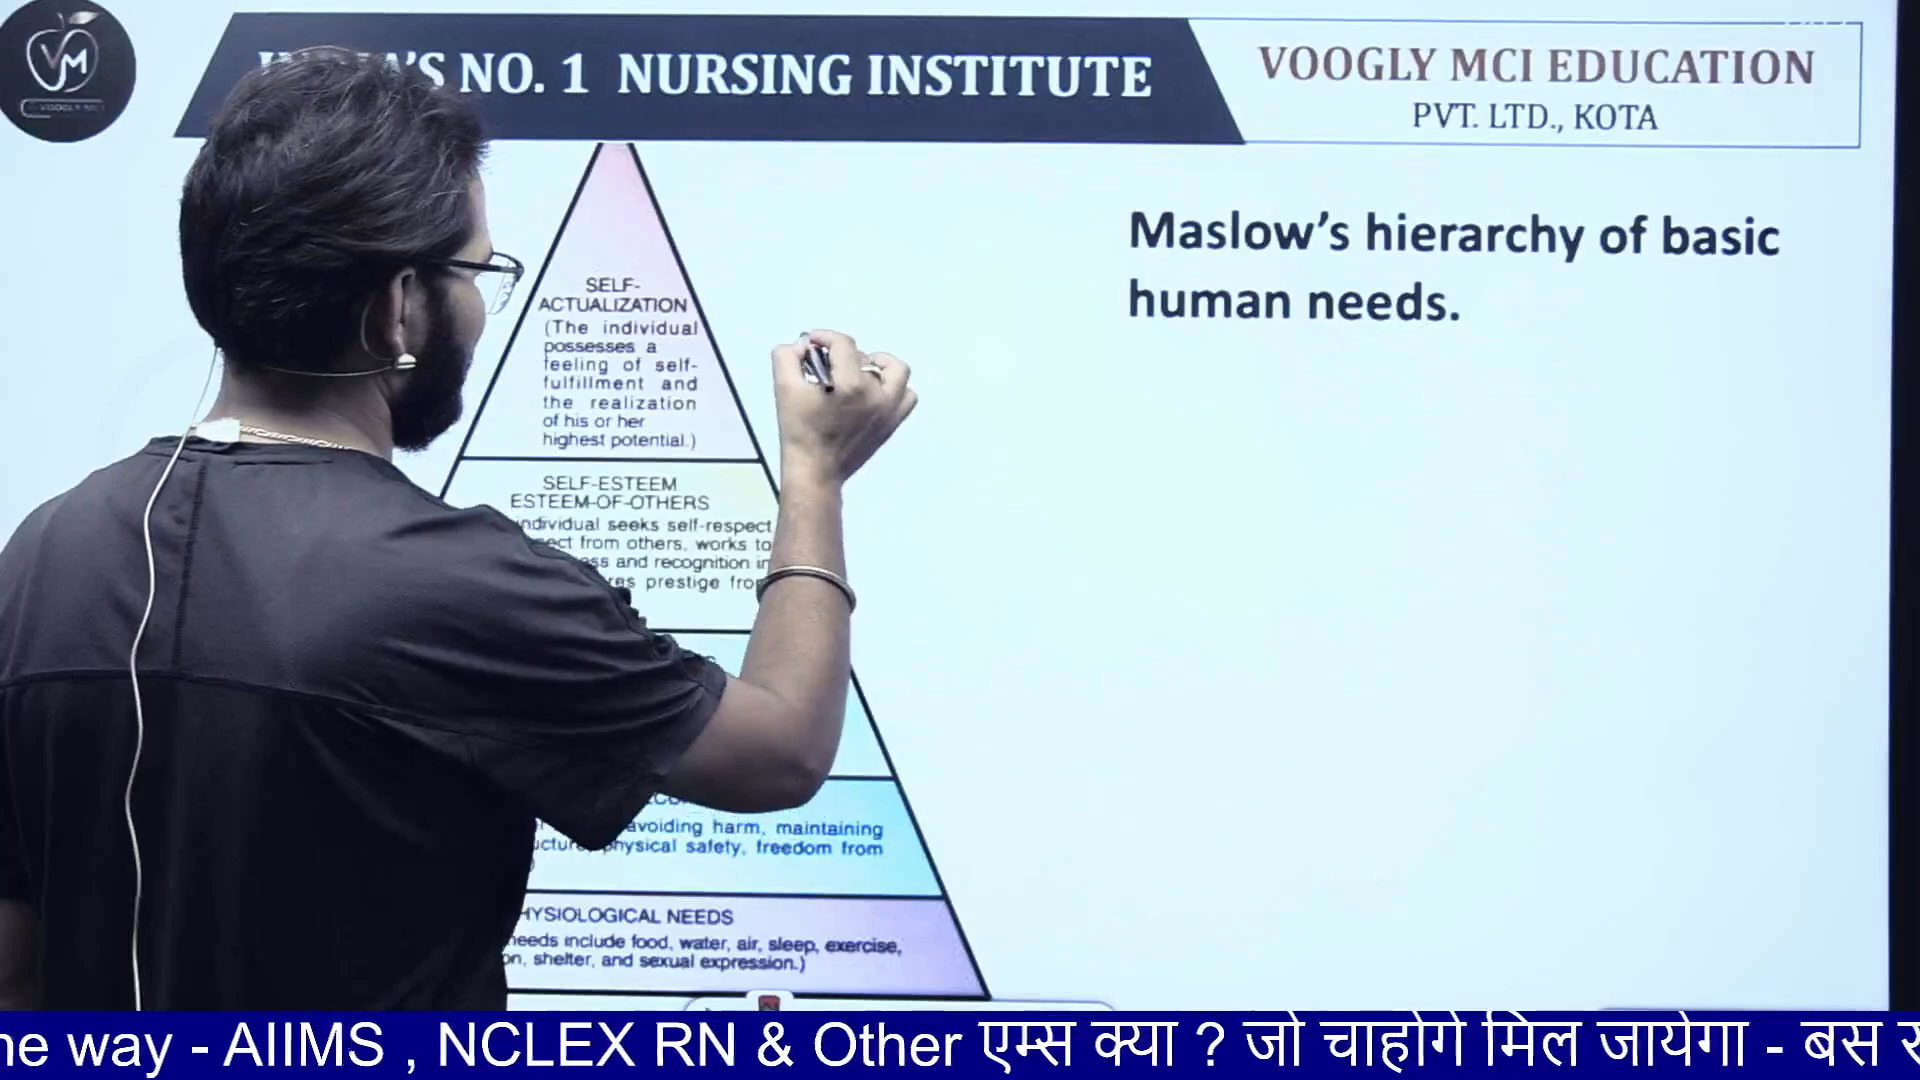 VM
VOOGLY MCI
NO. 1 NURSING INSTITUTE
VOOGLY MCI EDUCATION
PVT. LTD., KOTA
Maslow’s hierarchy of basic
human needs.
SELF-
ACTUALIZATION
(The individual
possesses a
feeling of self-
fulfillment and
the realization
of his or her
highest potential.)
SELF-ESTEEM
ESTEEM-OF-OTHERS
individual seeks self-respect
from others, works to
and recognition in
prestige
avoiding harm, maintaining
physical safety, freedom from
NEEDS
needs include food, water, air, sleep, exercise,
shelter, and sexual expression.)
way - AIIMS , NCLEX RN & Other एम्स क्या ? जो चाहोगे मिल जायेगा - बस